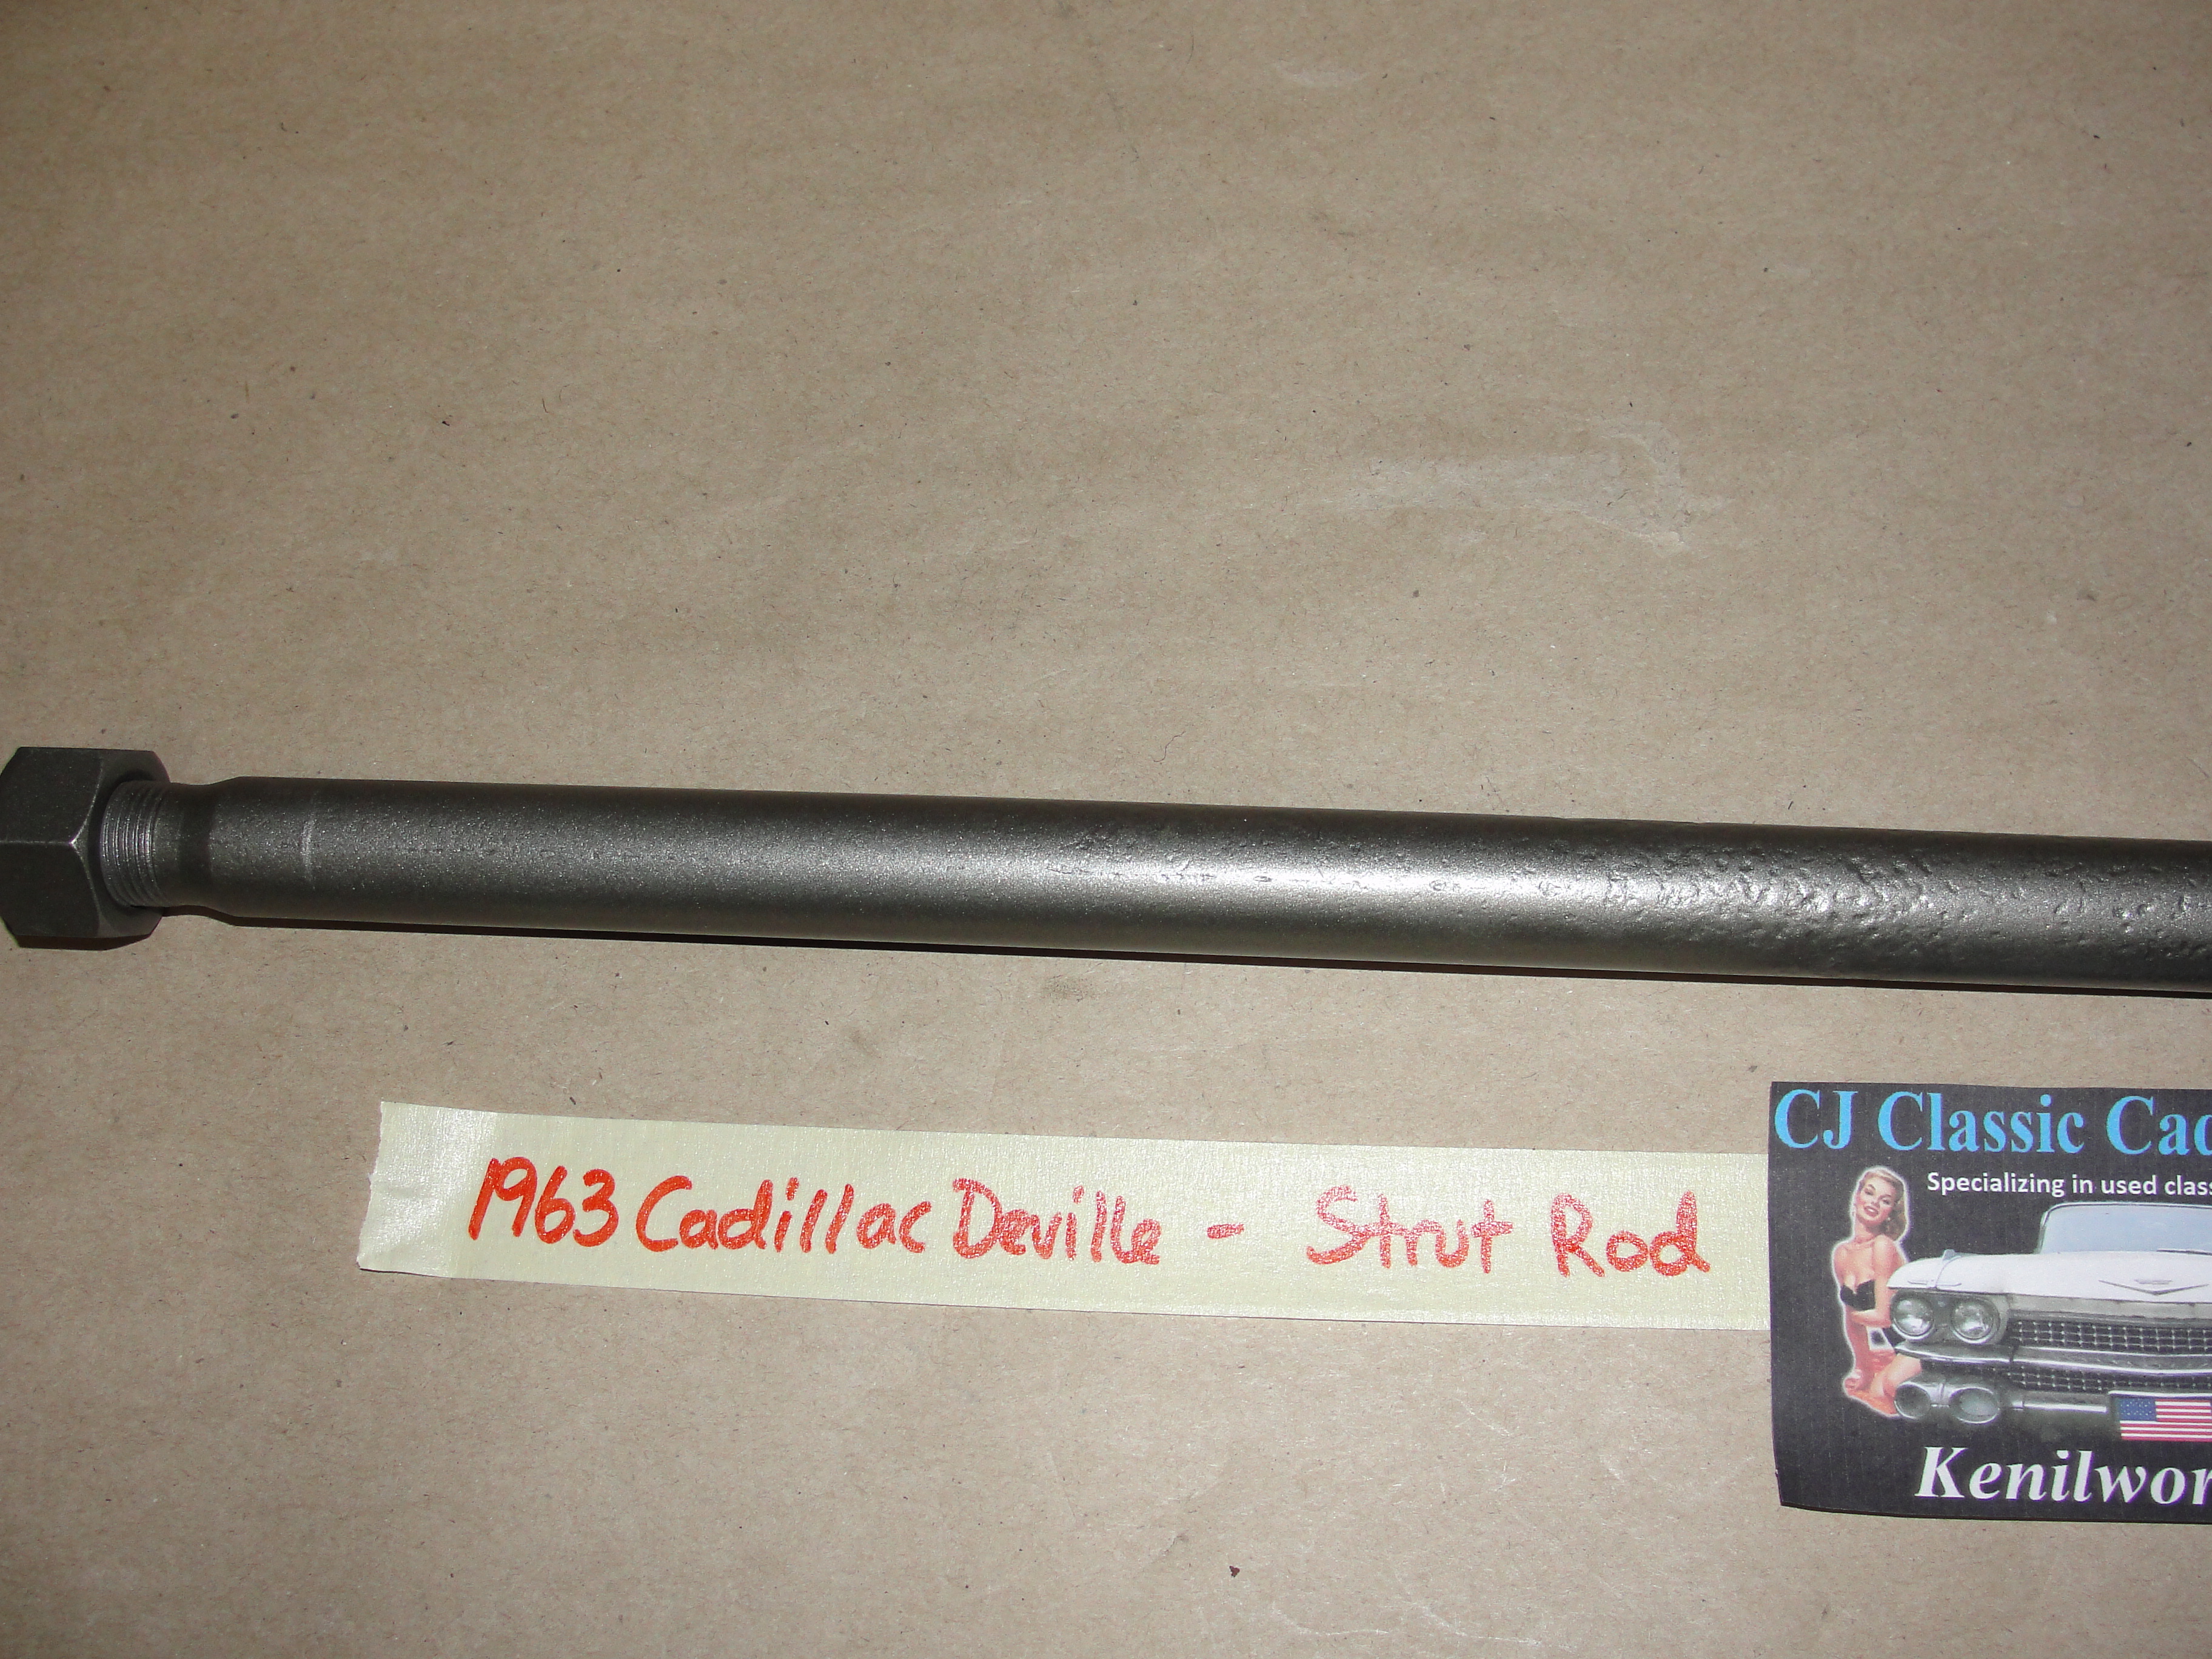 1963 Cadillac Deville - Strut Rod
CJ Classic Cad
Specializing in used class
Kenilwor